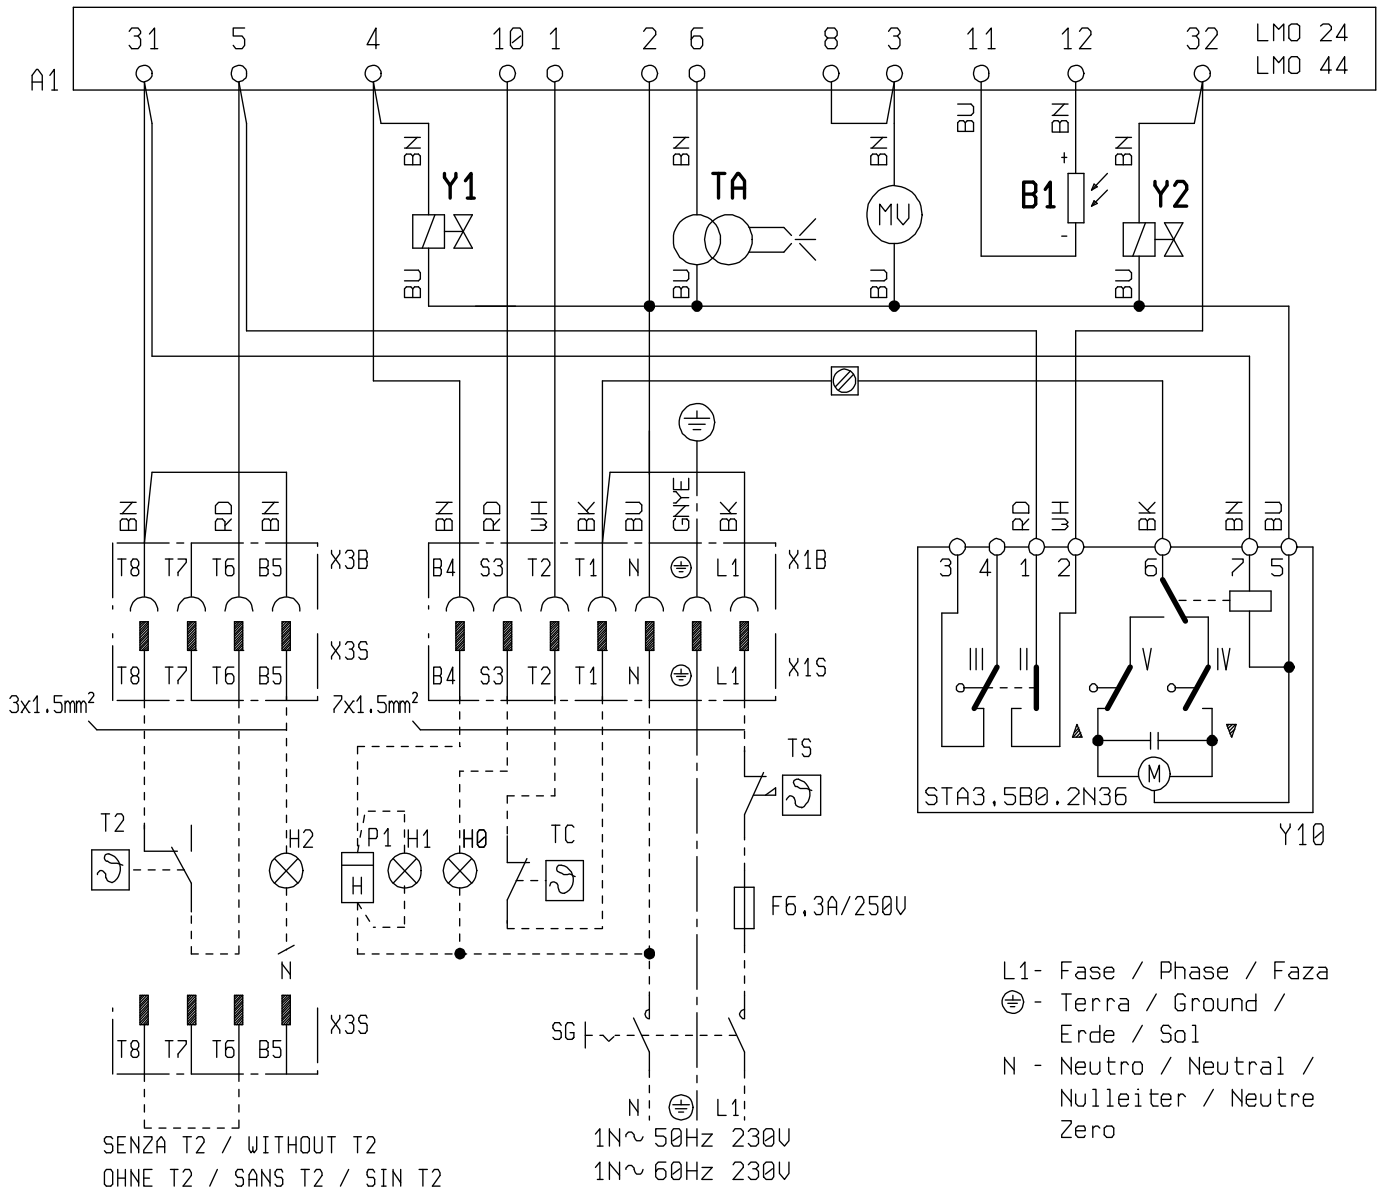 31 5 4 10 1 2 6 8 3 11 12 32 LMO 24
A1 LMO 44
BN BN BN BU BN BN
Y1 TA MV + B1 Y2
-
BU BU BU BU
BN RD BN BN RD WH BK BU GNYE BK RD WH BK BN BU
T8 T7 T6 B5 X3B B4 S3 T2 T1 N L1 X1B 3 4 1 2 6 7 5
T8 T7 T6 B5 X3S B4 S3 T2 T1 N L1 X1S III II V IV
3x1.5mm² 7x1.5mm²
TS
M
STA3.5B0.2N36
Y10
T2 H2 P1 H1 H0 TC
H
F6,3A/250V
N
L1- Fase / Phase / Faza
- Terra / Ground /
Erde / Sol
N - Neutro / Neutral /
Nulleiter / Neutre
Zero
X3S SG
T8 T7 T6 B5
N L1
1N~ 50Hz 230V
1N~ 60Hz 230V
SENZA T2 / WITHOUT T2
OHNE T2 / SANS T2 / SIN T2